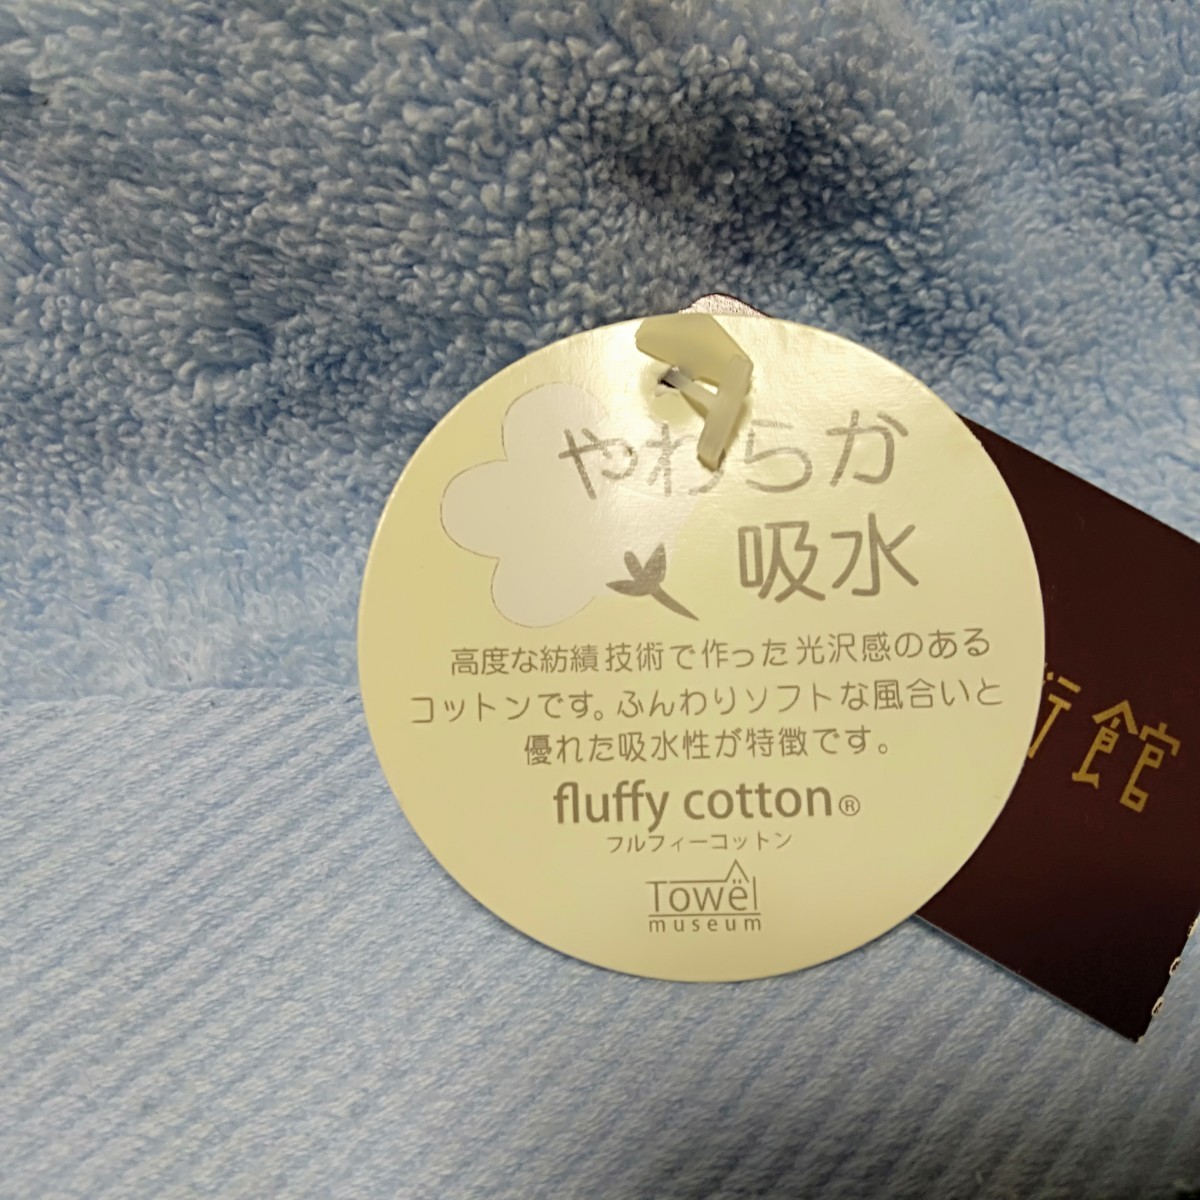 やわらか
吸水
高度な紡績技術で作った光沢感のある
コットンです。ふんわりソフトな風合いと
優れた吸水性が特徴です。
fluffy cotton®
フルフィーコットン
Towël
museum
術館